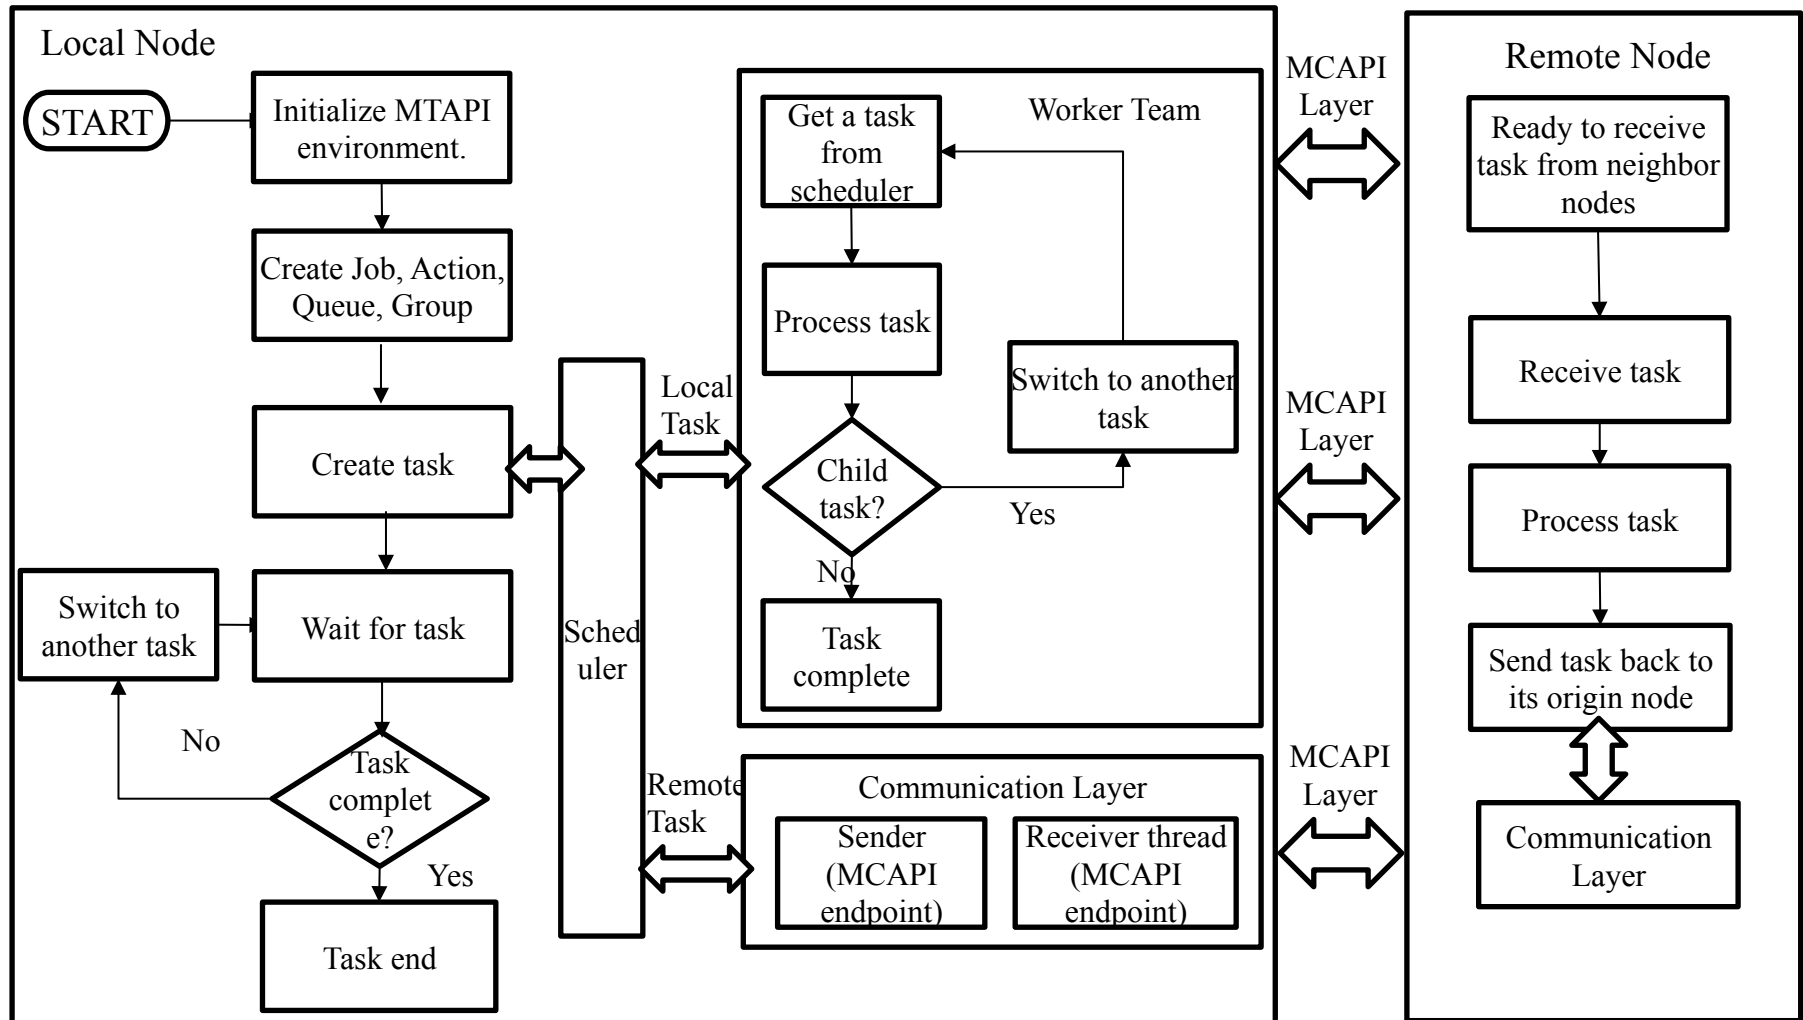 Local Node
START
Initialize MTAPI
environment.
Create Job, Action,
Queue, Group
Create task
Wait for task
Switch to
another task
No
Task
complet
e?
Yes
Task end
Sched
uler
Local
Task
Remote
Task
Worker Team
Get a task
from
scheduler
Process task
Switch to another
task
Child
task?
Yes
No
Task
complete
Communication Layer
Sender
(MCAPI
endpoint)
Receiver thread
(MCAPI
endpoint)
MCAPI
Layer
MCAPI
Layer
MCAPI
Layer
Remote Node
Ready to receive
task from neighbor
nodes
Receive task
Process task
Send task back to
its origin node
Communication
Layer